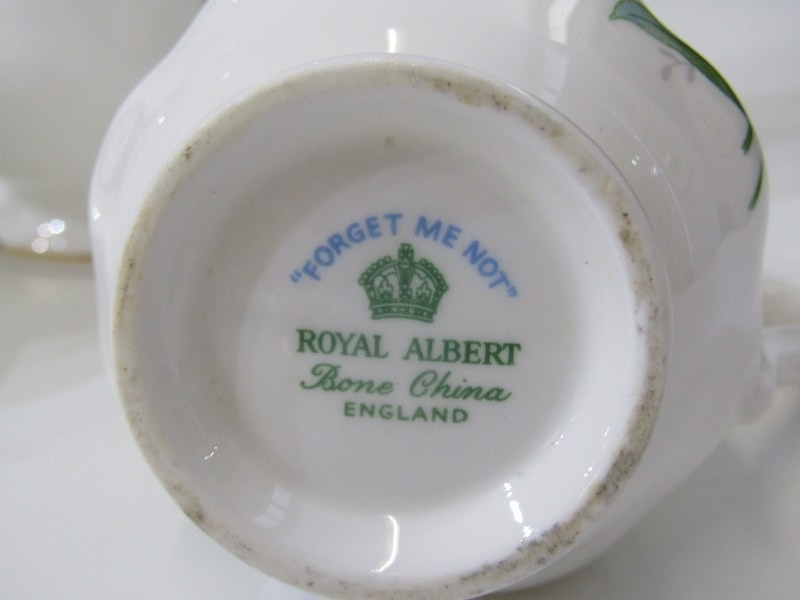 "FORGET ME NOT"
ROYAL ALBERT
Bone China
ENGLAND